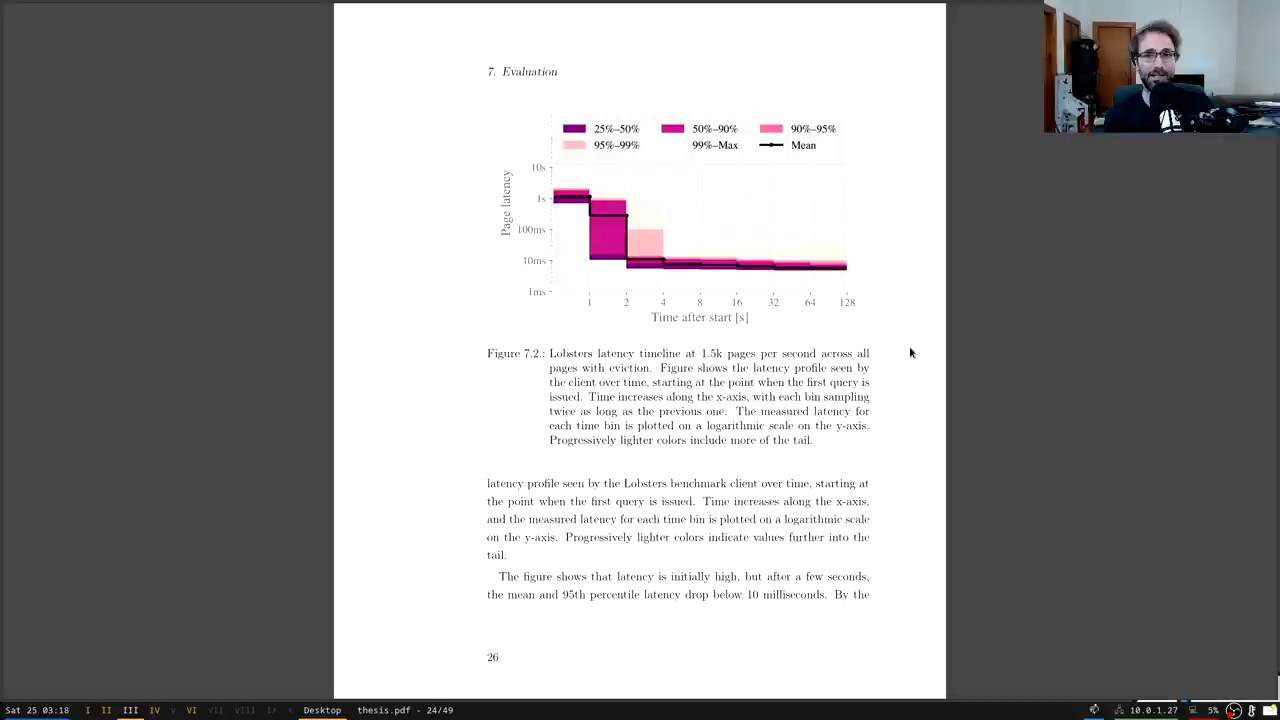 7. Evaluation
25%–50%
50%–90%
90%–95%
95%–99%
99%–Max
Mean
Page latency
10s
1s
100ms
10ms
1ms
1 2 4 8 16 32 64 128
Time after start [s]
Figure 7.2.: Lobsters latency timeline at 1.5k pages per second across all
pages with eviction. Figure shows the latency profile seen by
the client over time, starting at the point when the first query is
issued. Time increases along the x-axis, with each bin sampling
twice as long as the previous one. The measured latency for
each time bin is plotted on a logarithmic scale on the y-axis.
Progressively lighter colors include more of the tail.
latency profile seen by the Lobsters benchmark client over time, starting at
the point when the first query is issued. Time increases along the x-axis,
and the measured latency for each time bin is plotted on a logarithmic scale
on the y-axis. Progressively lighter colors indicate values further into the
tail.
The figure shows that latency is initially high, but after a few seconds,
the mean and 95th percentile latency drop below 10 milliseconds. By the
26
Sat 25 03:18 I II III IV V VI VII VIII Desktop thesis.pdf - 24/49 10.0.1.27 5%